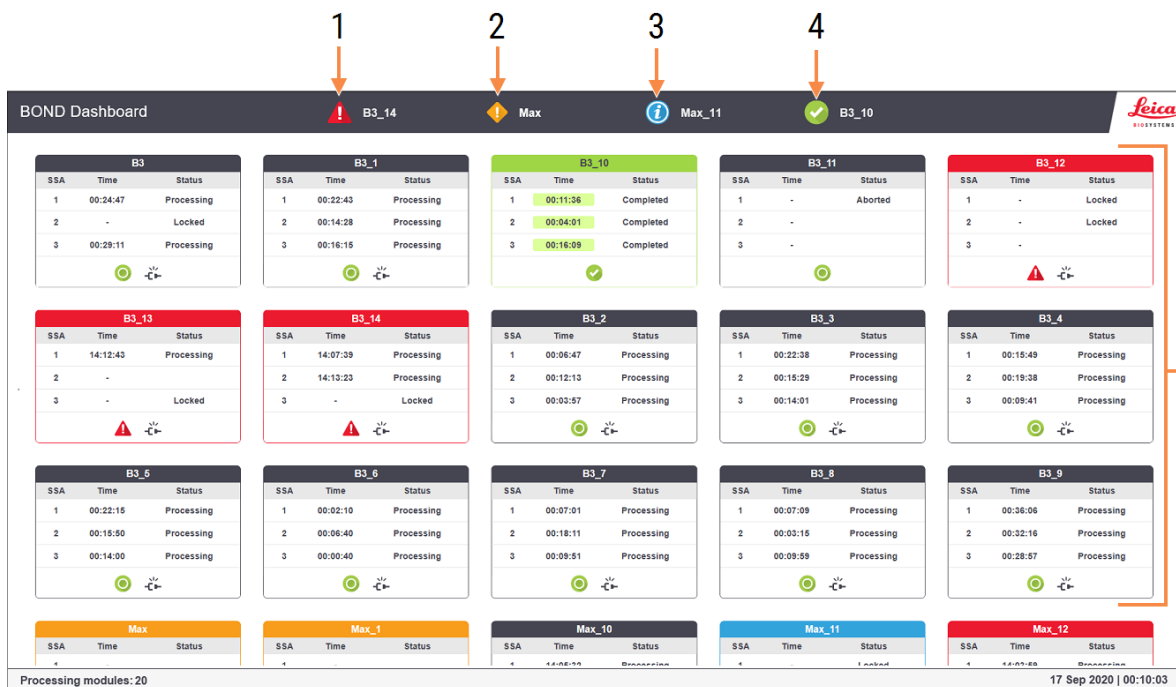 1 2 3 4
BOND Dashboard B3_14 Max Max_11 B3_10 Leica
BIOSYSTEMS
B3 B3_1 B3_10 B3_11 B3_12
SSA Time Status SSA Time Status SSA Time Status SSA Time Status SSA Time Status
1 00:24:47 Processing 1 00:22:43 Processing 1 00:11:36 Completed 1 - Aborted 1 - Locked
2 - Locked 2 00:14:28 Processing 2 00:04:01 Completed 2 - 2 - Locked
3 00:29:11 Processing 3 00:16:15 Processing 3 00:16:09 Completed 3 - 3 -
B3_13 B3_14 B3_2 B3_3 B3_4
SSA Time Status SSA Time Status SSA Time Status SSA Time Status SSA Time Status
1 14:12:43 Processing 1 14:07:39 Processing 1 00:06:47 Processing 1 00:22:38 Processing 1 00:15:49 Processing
2 - 2 14:13:23 Processing 2 00:12:13 Processing 2 00:15:29 Processing 2 00:19:38 Processing
3 - Locked 3 - Locked 3 00:03:57 Processing 3 00:14:01 Processing 3 00:09:41 Processing
B3_5 B3_6 B3_7 B3_8 B3_9
SSA Time Status SSA Time Status SSA Time Status SSA Time Status SSA Time Status
1 00:22:15 Processing 1 00:02:10 Processing 1 00:07:01 Processing 1 00:07:09 Processing 1 00:36:06 Processing
2 00:15:50 Processing 2 00:06:40 Processing 2 00:18:11 Processing 2 00:03:15 Processing 2 00:32:16 Processing
3 00:14:00 Processing 3 00:00:40 Processing 3 00:09:51 Processing 3 00:09:59 Processing 3 00:28:57 Processing
Max Max_1 Max_10 Max_11 Max_12
SSA Time Status SSA Time Status SSA Time Status SSA Time Status SSA Time Status
1 - 1 - 1 Processing 1 - Locked 1 Processing
Processing modules: 20 17 Sep 2020 | 00:10:03